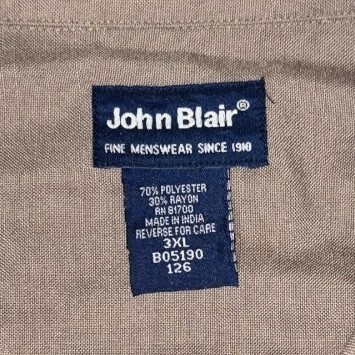 John Blair®
FINE MENSWEAR SINCE 1910
70% POLYESTER
30% RAYON
RN 81700
MADE IN INDIA
REVERSE FOR CARE
3XL
B05190
126